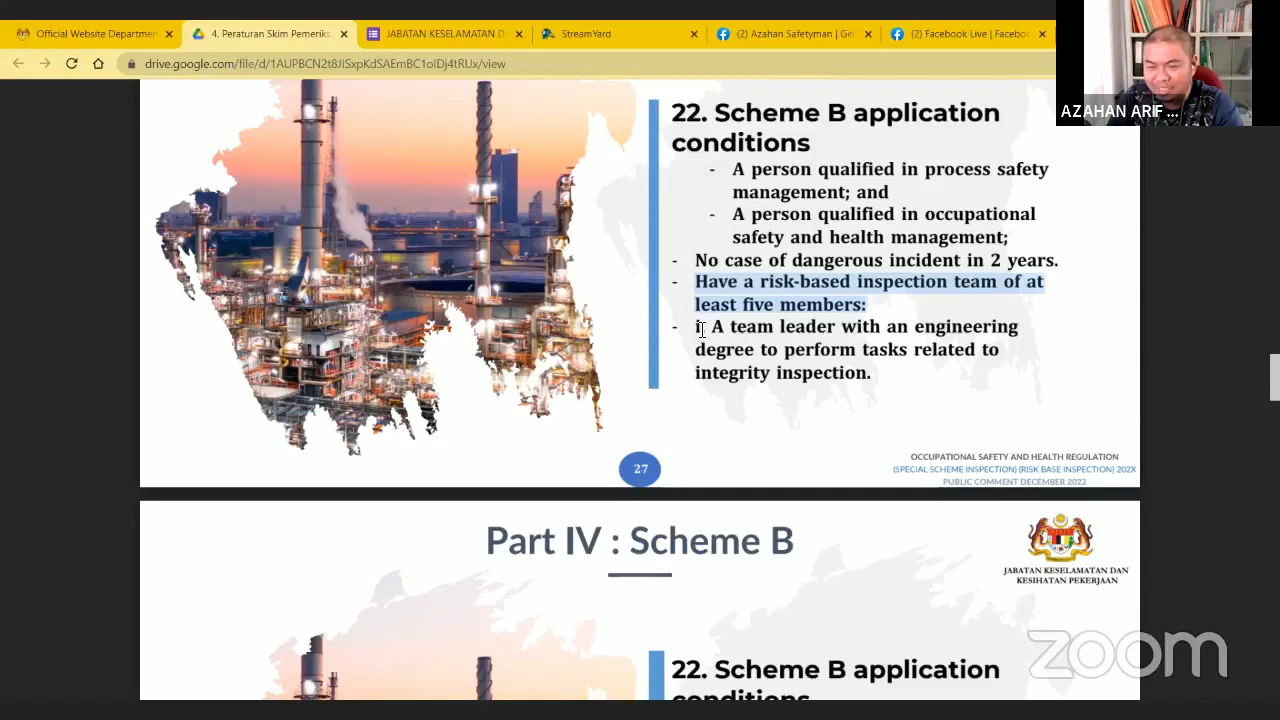 Official Website Departmen
4. Peraturan Skim Pemeriks
JABATAN KESELAMATAN D
StreamYard
(2) Azahan Safetyman | Gel
(2) Facebook Live | Faceboo
drive.google.com/file/d/1AUPBCN2t8JISxpKdSAEmBC1oIDj4tRUx/view
AZAHAN ARIF ...
22. Scheme B application
conditions
- A person qualified in process safety
management; and
- A person qualified in occupational
safety and health management;
- No case of dangerous incident in 2 years.
- Have a risk-based inspection team of at
least five members:
- i. A team leader with an engineering
degree to perform tasks related to
integrity inspection.
27
OCCUPATIONAL SAFETY AND HEALTH REGULATION
(SPECIAL SCHEME INSPECTION) (RISK BASE INSPECTION) 202X
PUBLIC COMMENT DECEMBER 2022
Part IV : Scheme B
JABATAN KESELAMATAN DAN
KESIHATAN PEKERJAAN
22. Scheme B application
conditions
zoom